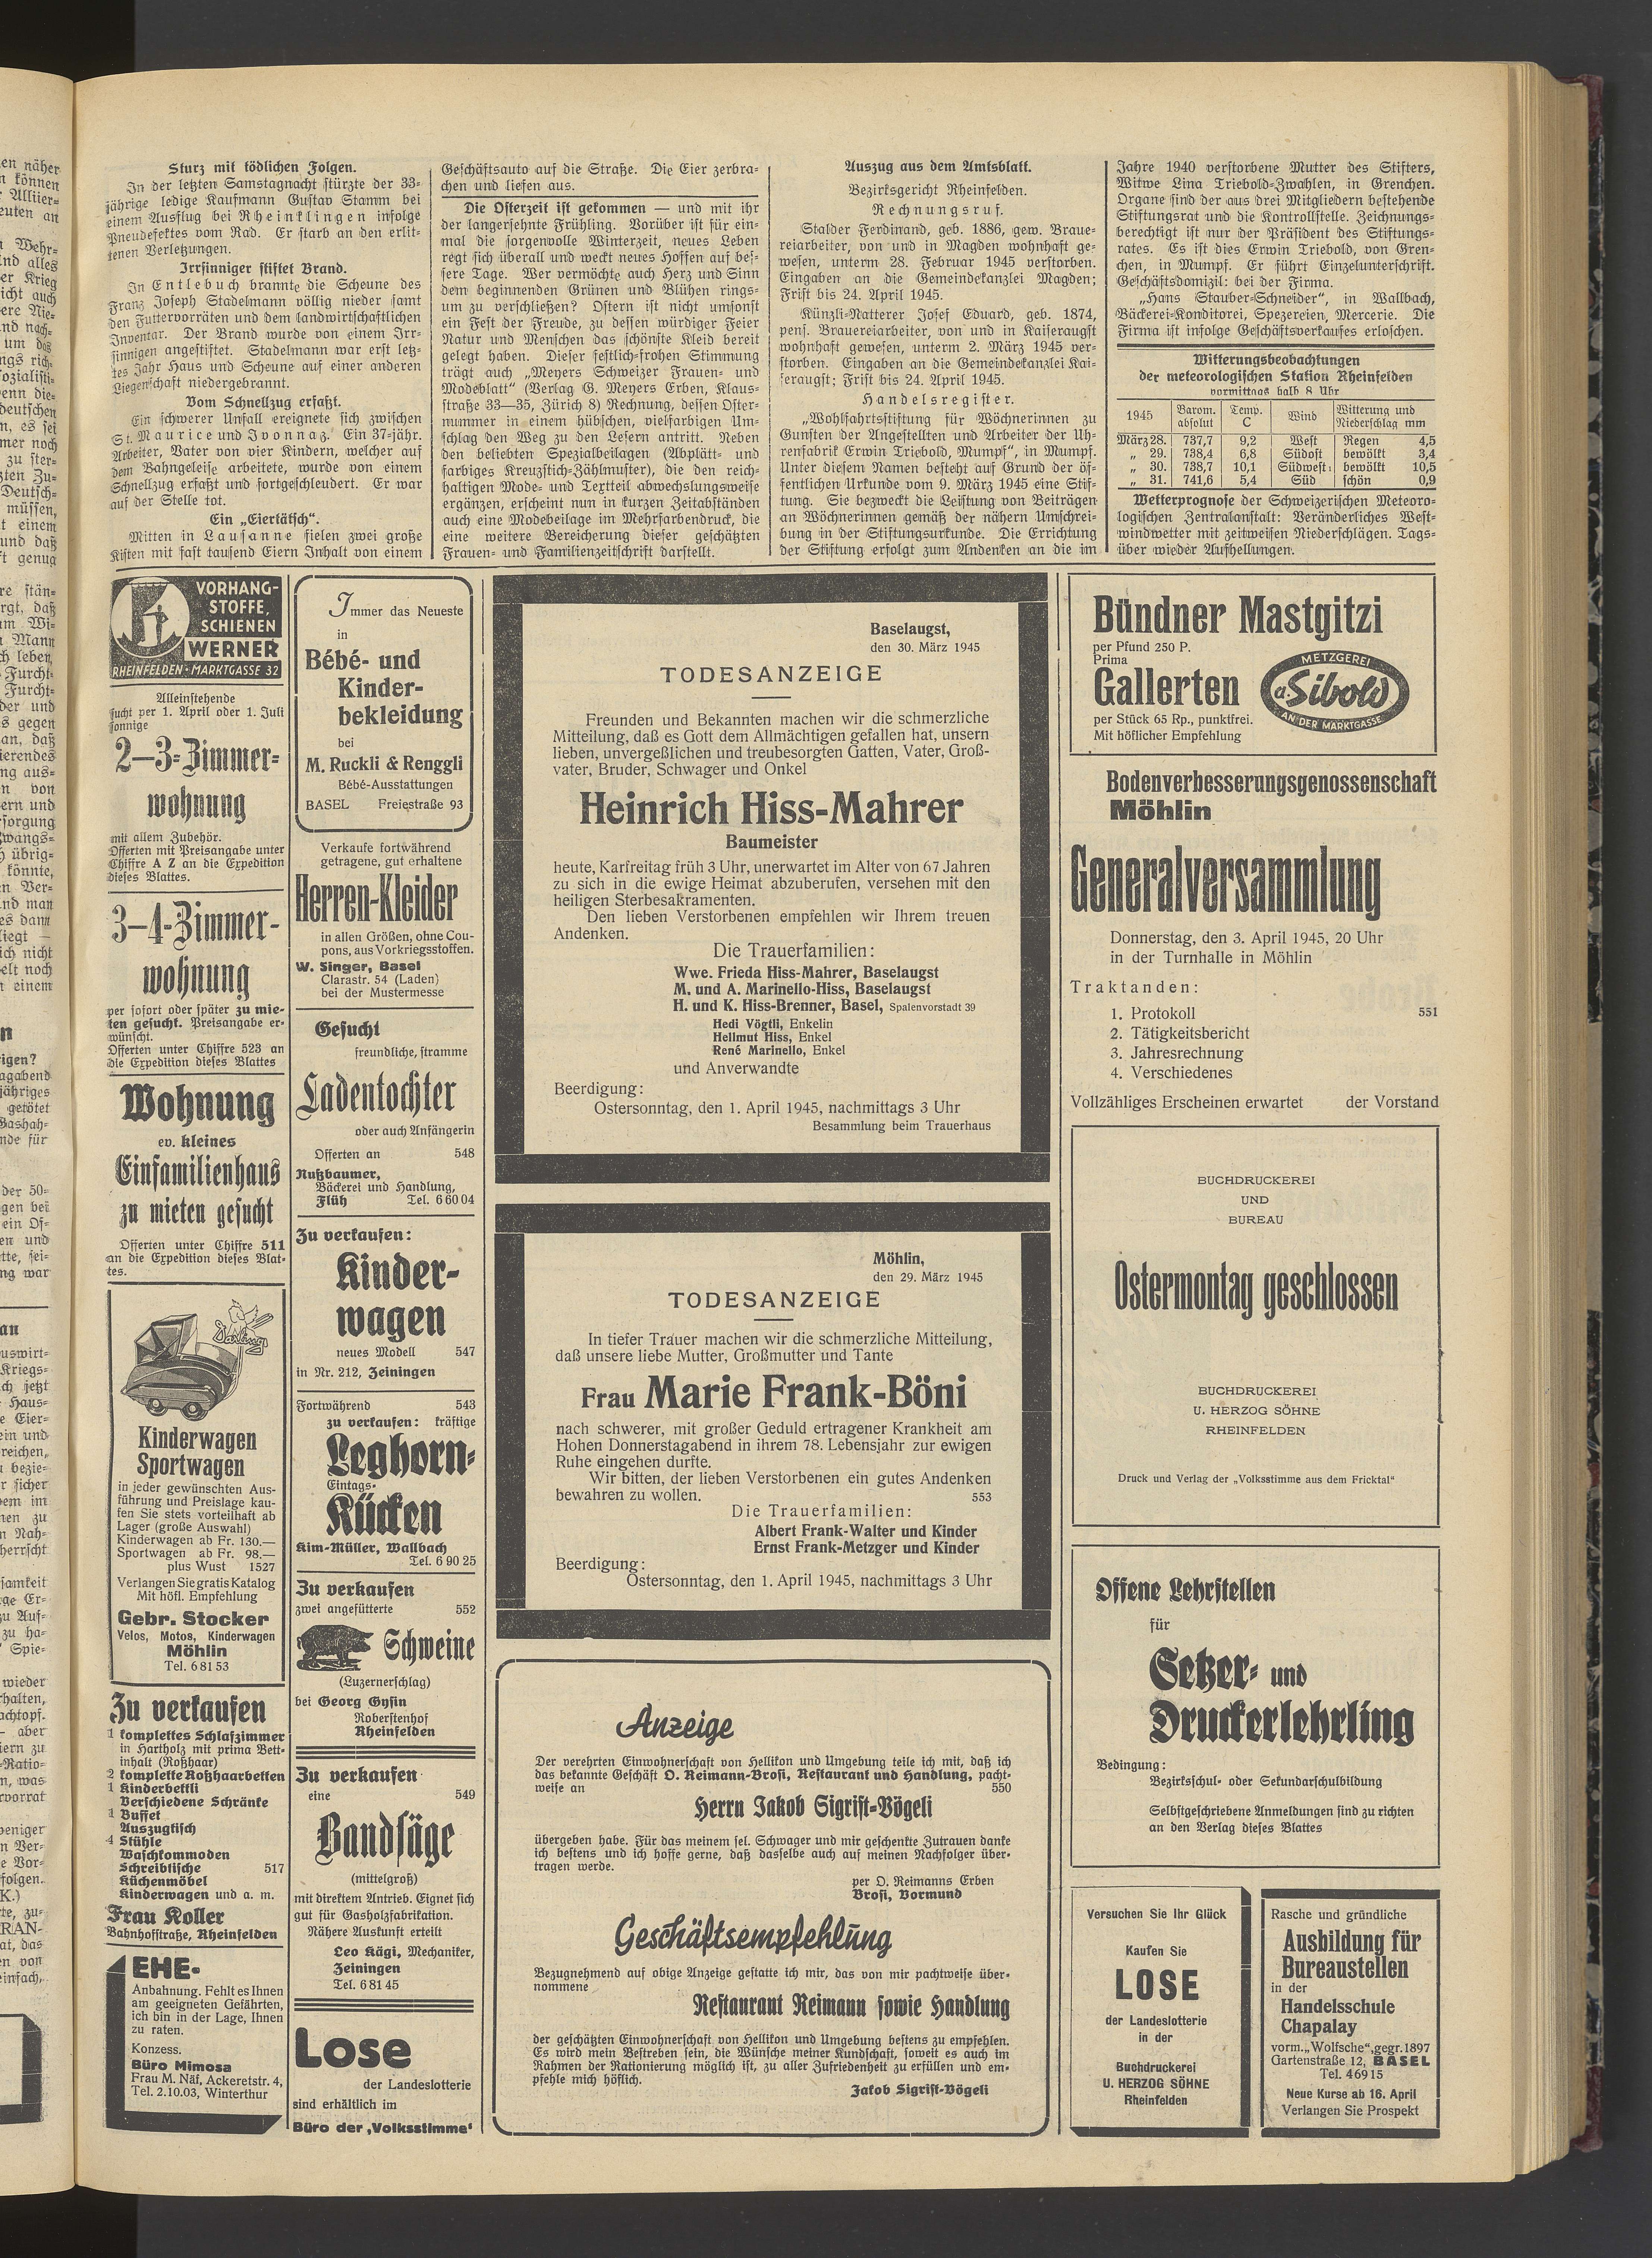 Sturz mit tödlichen Folgen.
In der letzten Samstagnacht stürzte der 33-
jährige ledige Kaufmann Gustav Stamm bei
einem Ausflug bei Rheinklingen infolge
Pneudefektes vom Rad. Er starb an den erlit-
tenen Verletzungen.
Irrsinniger stiftet Brand.
In Entlebuch brannte die Scheune des
Franz Joseph Stadelmann völlig nieder samt
den Futtervorräten und dem landwirtschaftlichen
Inventar. Der Brand wurde von einem Irr-
sinnigen angestiftet. Stadelmann war erst letz-
tes Jahr Haus und Scheune auf einer anderen
Liegenschaft niedergebrannt.
Vom Schnellzug erfaßt.
Ein schwerer Unfall ereignete sich zwischen
St. Maurice und Ivonnaz. Ein 37-jähr.
Arbeiter, Vater von vier Kindern, welcher auf
dem Bahngeleise arbeitete, wurde von einem
Schnellzug erfaßt und fortgeschleudert. Er war
auf der Stelle tot.
Ein „Eiertätsch“.
Mitten in Lausanne fielen zwei große
Kisten mit fast tausend Eiern Inhalt von einem
Geschäftsauto auf die Straße. Die Eier zerbra-
chen und liefen aus.
Die Osterzeit ist gekommen — und mit ihr
der langersehnte Frühling. Vorüber ist für ein-
mal die sorgenvolle Winterzeit, neues Leben
regt sich überall und weckt neues Hoffen auf bes-
sere Tage. Wer vermöchte auch Herz und Sinn
dem beginnenden Grünen und Blühen rings-
um zu verschließen? Ostern ist nicht umsonst
ein Fest der Freude, zu dessen würdiger Feier
Natur und Menschen das schönste Kleid bereit
gelegt haben. Dieser festlich-frohen Stimmung
trägt auch „Meyers Schweizer Frauen- und
Modeblatt“ (Verlag G. Meyers Erben, Klaus-
straße 33—35, Zürich 8) Rechnung, dessen Oster-
nummer in einem hübschen, vielfarbigen Um-
schlag den Weg zu den Lesern antritt. Neben
den beliebten Spezialbeilagen (Abplätt- und
farbiges Kreuzstich-Zählmuster), die den reich-
haltigen Mode- und Textteil abwechslungsweise
ergänzen, erscheint nun in kurzen Zeitabständen
auch eine Modebeilage im Mehrfarbendruck, die
eine weitere Bereicherung dieser geschätzten
Frauen- und Familienzeitschrift darstellt.
Auszug aus dem Amtsblatt.
Bezirksgericht Rheinfelden.
Rechnungsruf.
Stalder Ferdinand, geb. 1886, gew. Braue-
reiarbeiter, von und in Magden wohnhaft ge-
wesen, unterm 28. Februar 1945 verstorben.
Eingaben an die Gemeindekanzlei Magden;
Frist bis 24. April 1945.
Künzli-Natterer Josef Eduard, geb. 1874,
pens. Brauereiarbeiter, von und in Kaiseraugst
wohnhaft gewesen, unterm 2. März 1945 ver-
storben. Eingaben an die Gemeindekanzlei Kai-
seraugst; Frist bis 24. April 1945.
Handelsregister.
„Wohlfahrtsstiftung für Wöchnerinnen zu
Gunsten der Angestellten und Arbeiter der Uh-
renfabrik Erwin Triebold, Mumpf“, in Mumpf.
Unter diesem Namen besteht auf Grund der öf-
fentlichen Urkunde vom 9. März 1945 eine Stif-
tung. Sie bezweckt die Leistung von Beiträgen
an Wöchnerinnen gemäß der nähern Umschrei-
bung in der Stiftungsurkunde. Die Errichtung
der Stiftung erfolgt zum Andenken an die im
Jahre 1940 verstorbene Mutter des Stifters,
Witwe Lina Triebold-Zwahlen, in Grenchen.
Organe sind der aus drei Mitgliedern bestehende
Stiftungsrat und die Kontrollstelle. Zeichnungs-
berechtigt ist nur der Präsident des Stiftungs-
rates. Es ist dies Erwin Triebold, von Gren-
chen, in Mumpf. Er führt Einzelunterschrift.
Geschäftsdomizil: bei der Firma.
„Hans Stauber-Schneider“, in Wallbach,
Bäckerei-Konditorei, Spezereien, Mercerie. Die
Firma ist infolge Geschäftsverkaufes erloschen.
Witterungsbeobachtungen
der meteorologischen Station Rheinfelden
vormittags halb 8 Uhr
1945 Barom. absolut Temp. C Wind Witterung und Niederschlag mm
März 28. 737,7 9,2 West Regen 4,5
„ 29. 738,4 6,8 Südost bewölkt 3,4
„ 30. 738,7 10,1 Südwest bewölkt 10,5
„ 31. 741,6 5,4 Süd schön 0,9
Wetterprognose der Schweizerischen Meteoro-
logischen Zentralanstalt: Veränderliches West-
windwetter mit zeitweisen Niederschlägen. Tags-
über wieder Aufhellungen.
VORHANG-
STOFFE,
SCHIENEN
WERNER
RHEINFELDEN · MARKTGASSE 32
Alleinstehende
sucht per 1. April oder 1. Juli
sonnige
2—3-Zimmer-
wohnung
mit allem Zubehör.
Offerten mit Preisangabe unter
Chiffre A Z an die Expedition
dieses Blattes.
3—4-Zimmer-
wohnung
per sofort oder später zu mie-
ten gesucht. Preisangabe er-
wünscht.
Offerten unter Chiffre 523 an
die Expedition dieses Blattes
Wohnung
ev. kleines
Einfamilienhaus
zu mieten gesucht
Offerten unter Chiffre 511
an die Expedition dieses Blat-
tes.
Darling
Kinderwagen
Sportwagen
in jeder gewünschten Aus-
führung und Preislage kau-
fen Sie stets vorteilhaft ab
Lager (große Auswahl)
Kinderwagen ab Fr. 130.—
Sportwagen ab Fr. 98.—
plus Wust 1527
Verlangen Sie gratis Katalog
Mit höfl. Empfehlung
Gebr. Stocker
Velos, Motos, Kinderwagen
Möhlin
Tel. 6 81 53
Zu verkaufen
1 komplettes Schlafzimmer
in Hartholz mit prima Bett-
inhalt (Roßhaar)
2 komplette Roßhaarbetten
1 Kinderbettli
Verschiedene Schränke
1 Buffet
Auszugtisch
4 Stühle
Waschkommoden
Schreibtische 517
Küchenmöbel
Kinderwagen und a. m.
Frau Koller
Bahnhofstraße, Rheinfelden
EHE-
Anbahnung. Fehlt es Ihnen
am geeigneten Gefährten,
ich bin in der Lage, Ihnen
zu raten.
Konzess.
Büro Mimosa
Frau M. Näf, Ackeretstr. 4,
Tel. 2.10.03, Winterthur
Immer das Neueste
in
Bébé- und
Kinder-
bekleidung
bei
M. Ruckli & Renggli
Bébé-Ausstattungen
BASEL Freiestraße 93
Verkaufe fortwährend
getragene, gut erhaltene
Herren-Kleider
in allen Größen, ohne Cou-
pons, aus Vorkriegsstoffen.
W. Singer, Basel
Clarastr. 54 (Laden)
bei der Mustermesse
Gesucht
freundliche, stramme
Ladentochter
oder auch Anfängerin
Offerten an 548
Nußbaumer,
Bäckerei und Handlung,
Flüh Tel. 6 60 04
Zu verkaufen:
Kinder-
wagen
neues Modell 547
in Nr. 212, Zeiningen
Fortwährend 543
zu verkaufen: kräftige
Leghorn-
Eintags-
Kücken
Kim-Müller, Wallbach
Tel. 6 90 25
Zu verkaufen
zwei angefütterte 552
Schweine
(Luzernerschlag)
bei Georg Gysin
Roberstenhof
Rheinfelden
Zu verkaufen
eine 549
Bandsäge
(mittelgroß)
mit direktem Antrieb. Eignet sich
gut für Gasholzfabrikation.
Nähere Auskunft erteilt
Leo Kägi, Mechaniker,
Zeiningen
Tel. 6 81 45
Lose
der Landeslotterie
sind erhältlich im
Büro der ‚Volksstimme‘
Baselaugst,
den 30. März 1945
TODESANZEIGE
Freunden und Bekannten machen wir die schmerzliche
Mitteilung, daß es Gott dem Allmächtigen gefallen hat, unsern
lieben, unvergeßlichen und treubesorgten Gatten, Vater, Groß-
vater, Bruder, Schwager und Onkel
Heinrich Hiss-Mahrer
Baumeister
heute, Karfreitag früh 3 Uhr, unerwartet im Alter von 67 Jahren
zu sich in die ewige Heimat abzuberufen, versehen mit den
heiligen Sterbesakramenten.
Den lieben Verstorbenen empfehlen wir Ihrem treuen
Andenken.
Die Trauerfamilien:
Wwe. Frieda Hiss-Mahrer, Baselaugst
M. und A. Marinello-Hiss, Baselaugst
H. und K. Hiss-Brenner, Basel, Spalenvorstadt 39
Hedi Vögtli, Enkelin
Hellmut Hiss, Enkel
René Marinello, Enkel
und Anverwandte
Beerdigung:
Ostersonntag, den 1. April 1945, nachmittags 3 Uhr
Besammlung beim Trauerhaus
Möhlin,
den 29. März 1945
TODESANZEIGE
In tiefer Trauer machen wir die schmerzliche Mitteilung,
daß unsere liebe Mutter, Großmutter und Tante
Frau Marie Frank-Böni
nach schwerer, mit großer Geduld ertragener Krankheit am
Hohen Donnerstagabend in ihrem 78. Lebensjahr zur ewigen
Ruhe eingehen durfte.
Wir bitten, der lieben Verstorbenen ein gutes Andenken
bewahren zu wollen. 553
Die Trauerfamilien:
Albert Frank-Walter und Kinder
Ernst Frank-Metzger und Kinder
Beerdigung:
Ostersonntag, den 1. April 1945, nachmittags 3 Uhr
Anzeige
Der verehrten Einwohnerschaft von Hellikon und Umgebung teile ich mit, daß ich
das bekannte Geschäft O. Reimann-Brosi, Restaurant und Handlung, pacht-
weise an 550
Herrn Jakob Sigrist-Vögeli
übergeben habe. Für das meinem sel. Schwager und mir geschenkte Zutrauen danke
ich bestens und ich hoffe gerne, daß dasselbe auch auf meinen Nachfolger über-
tragen werde.
per O. Reimanns Erben
Brosi, Vormund
Geschäftsempfehlung
Bezugnehmend auf obige Anzeige gestatte ich mir, das von mir pachtweise über-
nommene
Restaurant Reimann sowie Handlung
der geschätzten Einwohnerschaft von Hellikon und Umgebung bestens zu empfehlen.
Es wird mein Bestreben sein, die Wünsche meiner Kundschaft, soweit es auch im
Rahmen der Rationierung möglich ist, zu aller Zufriedenheit zu erfüllen und em-
pfehle mich höflich.
Jakob Sigrist-Vögeli
Bündner Mastgitzi
per Pfund 250 P.
Prima
Gallerten
per Stück 65 Rp., punktfrei.
Mit höflicher Empfehlung
METZGEREI
a. Sibold
AN DER MARKTGASSE
Bodenverbesserungsgenossenschaft
Möhlin
Generalversammlung
Donnerstag, den 3. April 1945, 20 Uhr
in der Turnhalle in Möhlin
Traktanden:
1. Protokoll 551
2. Tätigkeitsbericht
3. Jahresrechnung
4. Verschiedenes
Vollzähliges Erscheinen erwartet der Vorstand
BUCHDRUCKEREI
UND
BUREAU
Ostermontag geschlossen
BUCHDRUCKEREI
U. HERZOG SÖHNE
RHEINFELDEN
Druck und Verlag der „Volksstimme aus dem Fricktal“
Offene Lehrstellen
für
Setzer- und
Druckerlehrling
Bedingung:
Bezirksschul- oder Sekundarschulbildung
Selbstgeschriebene Anmeldungen sind zu richten
an den Verlag dieses Blattes
Versuchen Sie Ihr Glück
Kaufen Sie
LOSE
der Landeslotterie
in der
Buchdruckerei
U. HERZOG SÖHNE
Rheinfelden
Rasche und gründliche
Ausbildung für
Bureaustellen
in der
Handelsschule
Chapalay
vorm. „Wolfsche“, gegr. 1897
Gartenstraße 12, BASEL
Tel. 4 69 15
Neue Kurse ab 16. April
Verlangen Sie Prospekt